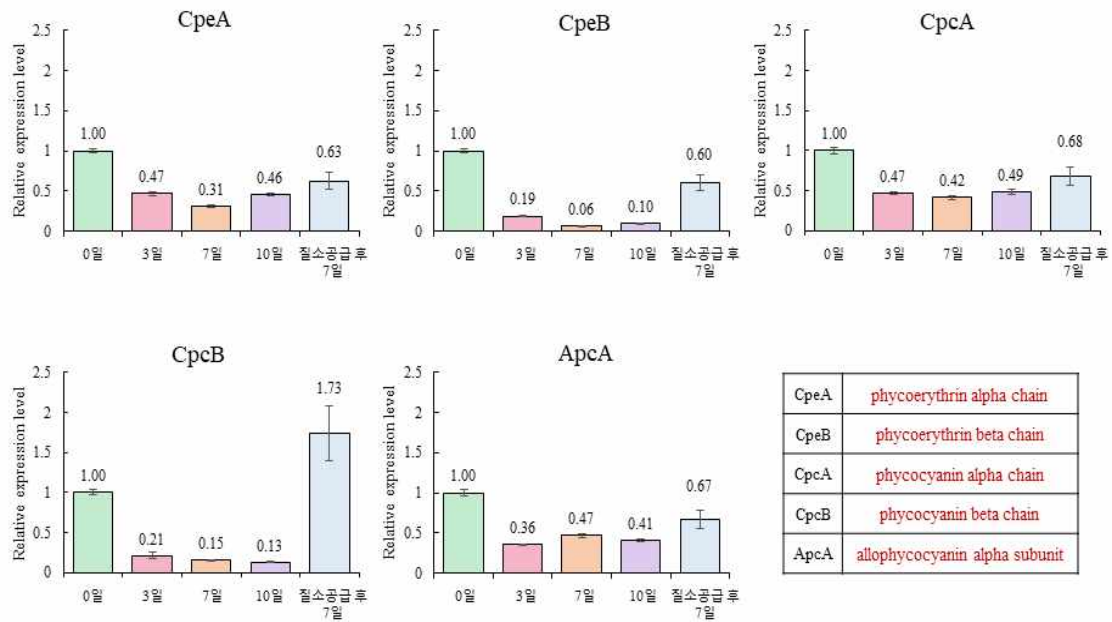 CpeA
Relative expression level
2.5
2
1.5
1
0.5
0
1.00
0.47
0.31
0.46
0.63
0일
3일
7일
10일
질소공급 후
7일
CpeB
Relative expression level
2.5
2
1.5
1
0.5
0
1.00
0.19
0.06
0.10
0.60
0일
3일
7일
10일
질소공급 후
7일
CpcA
Relative expression level
2.5
2
1.5
1
0.5
0
1.00
0.47
0.42
0.49
0.68
0일
3일
7일
10일
질소공급 후
7일
CpcB
Relative expression level
2.5
2
1.5
1
0.5
0
1.00
0.21
0.15
0.13
1.73
0일
3일
7일
10일
질소공급 후
7일
ApcA
Relative expression level
2.5
2
1.5
1
0.5
0
1.00
0.36
0.47
0.41
0.67
0일
3일
7일
10일
질소공급 후
7일
CpeA phycoerythrin alpha chain
CpeB phycoerythrin beta chain
CpcA phycocyanin alpha chain
CpcB phycocyanin beta chain
ApcA allophycocyanin alpha subunit